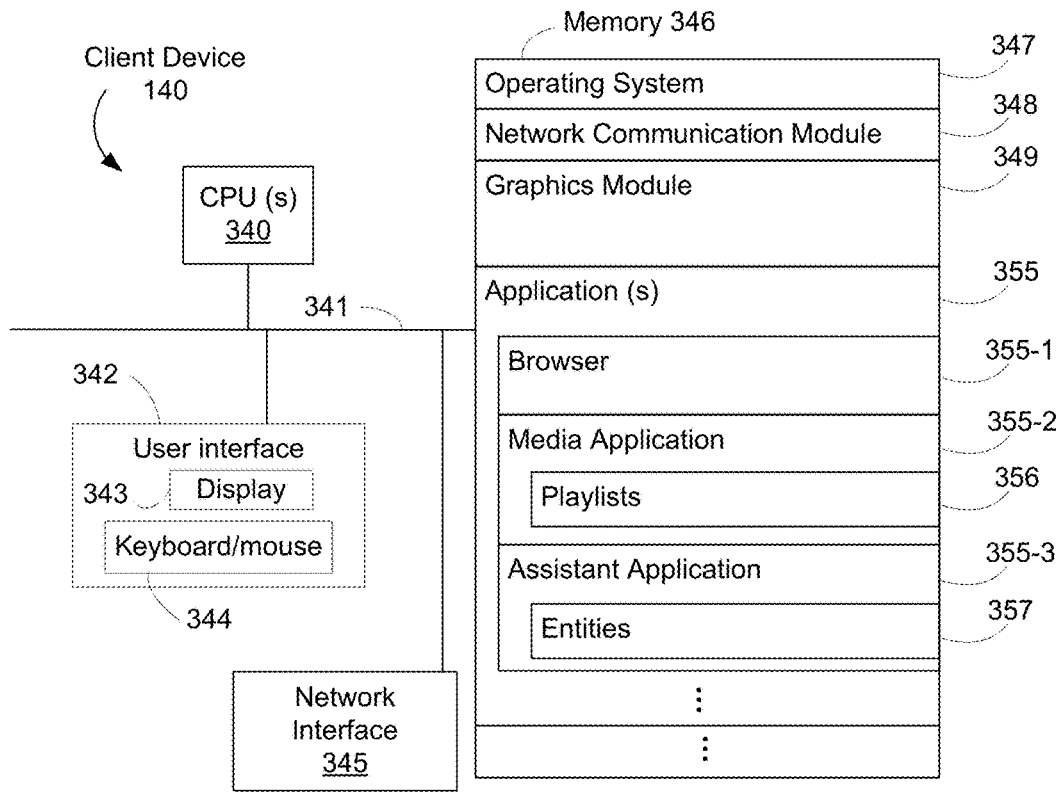 Client Device
140
CPU (s)
340
341
342
User interface
343
Display
Keyboard/mouse
344
Network
Interface
345
Memory 346
Operating System
347
Network Communication Module
348
Graphics Module
349
Application (s)
355
Browser
355-1
Media Application
355-2
Playlists
356
Assistant Application
355-3
Entities
357
⋮
⋮